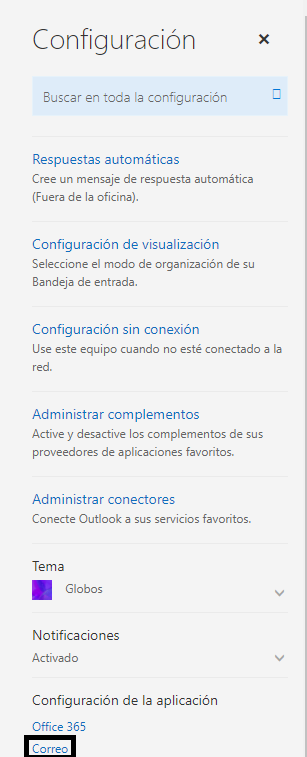 Configuración
Buscar en toda la configuración
Respuestas automáticas
Cree un mensaje de respuesta automática
(Fuera de la oficina).
Configuración de visualización
Seleccione el modo de organización de su
Bandeja de entrada.
Configuración sin conexión
Use este equipo cuando no esté conectado a la
red.
Administrar complementos
Active y desactive los complementos de sus
proveedores de aplicaciones favoritos.
Administrar conectores
Conecte Outlook a sus servicios favoritos.
Tema
Globos
Notificaciones
Activado
Configuración de la aplicación
Office 365
Correo